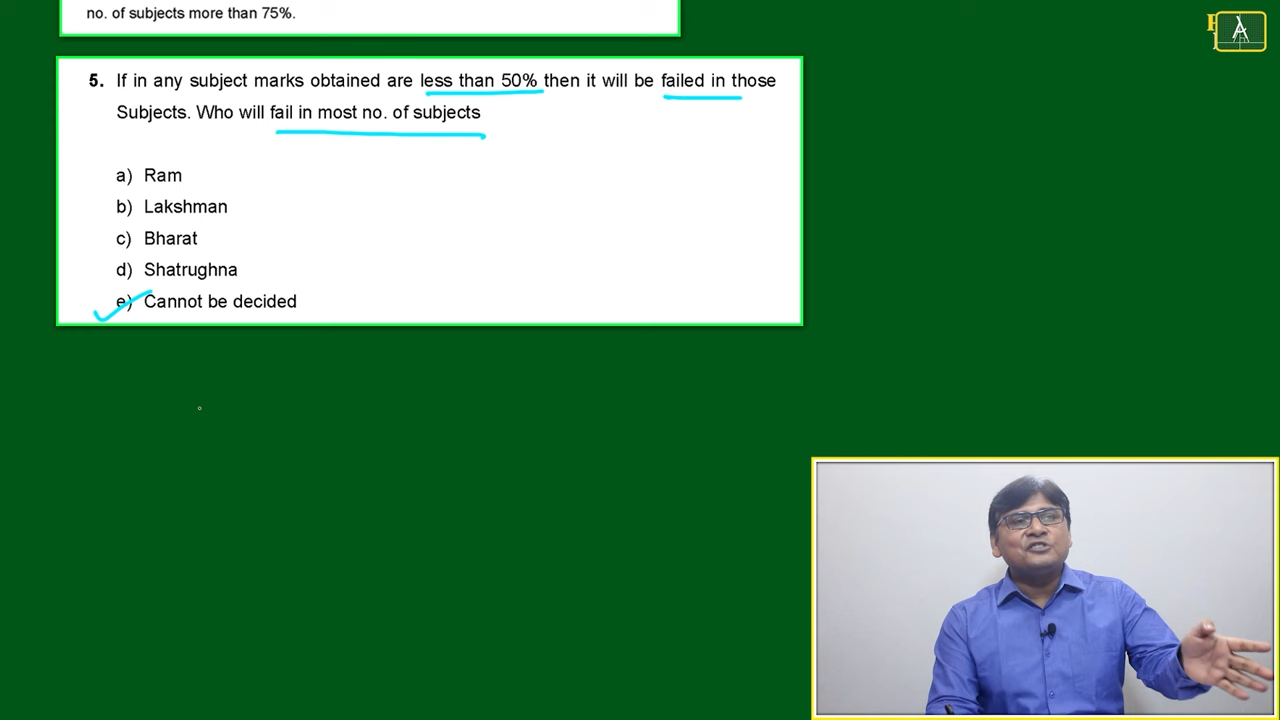 no. of subjects more than 75%.
5. If in any subject marks obtained are less than 50% then it will be failed in those
Subjects. Who will fail in most no. of subjects
a) Ram
b) Lakshman
c) Bharat
d) Shatrughna
e) Cannot be decided